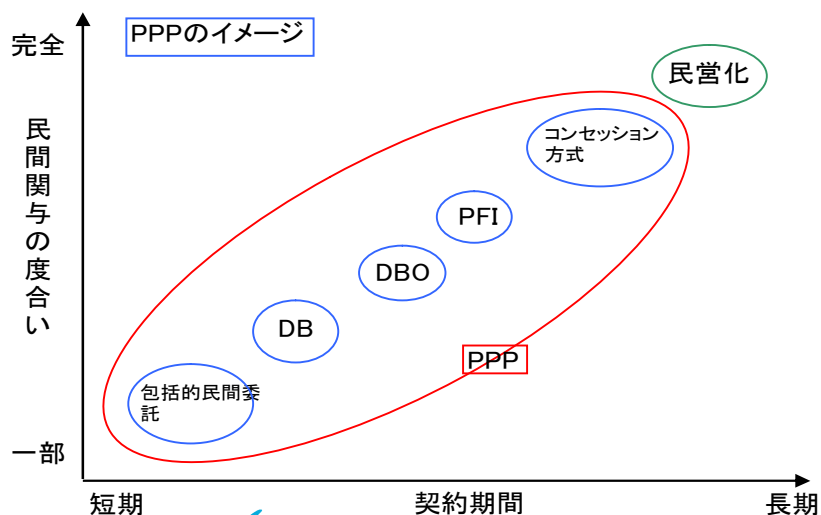 完全
PPPのイメージ
民営化
コンセッション
方式
民間関与の度合い
PFI
DBO
DB
PPP
包括的民間委
託
一部
短期
契約期間
長期